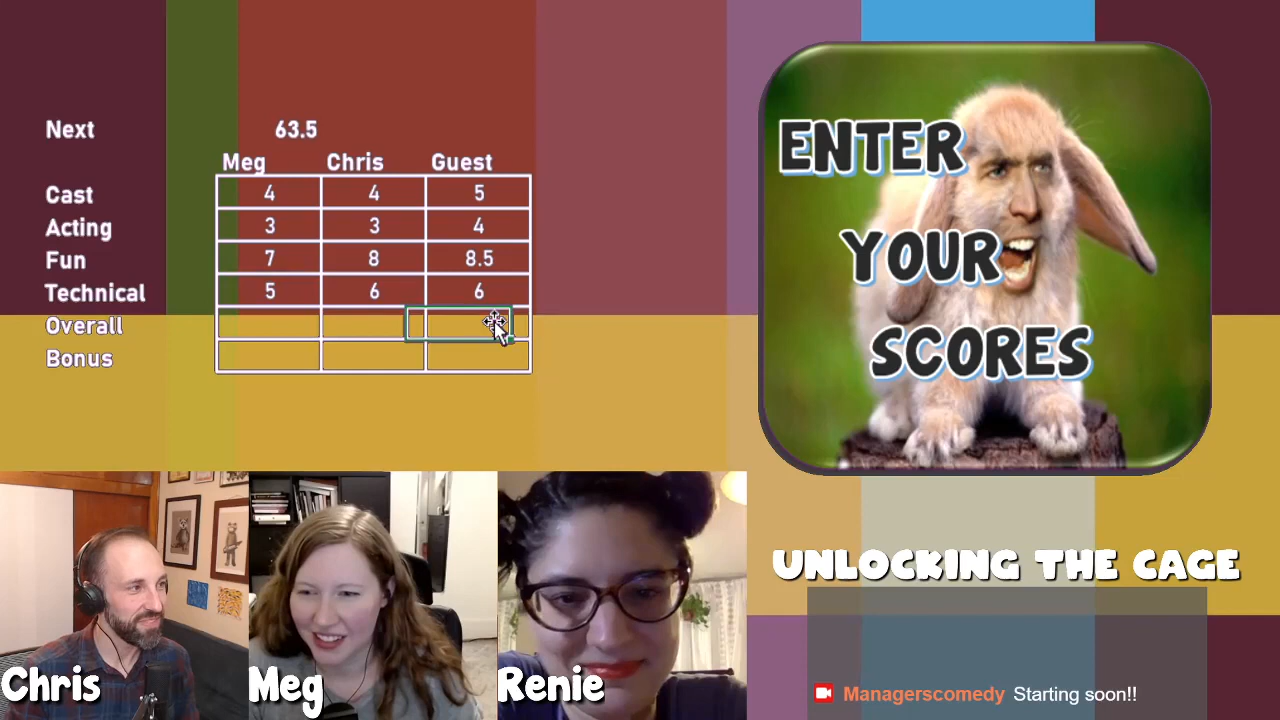 Next 63.5
Meg Chris Guest
Cast 4 4 5
Acting 3 3 4
Fun 7 8 8.5
Technical 5 6 6
Overall
Bonus
ENTER
YOUR
SCORES
UNLOCKING THE CAGE
Chris
Meg
Renie
Managerscomedy Starting soon!!